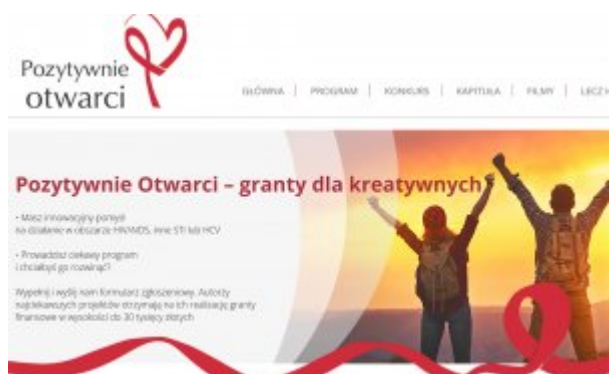 Pozytywnie
otwarci
GŁÓWNA | PROGRAM | KONKURS | KAPITUŁA | FILMY | LECZ
Pozytywnie Otwarci – granty dla kreatywnych
• Masz innowacyjny pomysł
na działanie w obszarze HIV/AIDS, inne STI lub HCV
• Prowadzisz ciekawy program
i chciałbyś go rozwinąć?
Wypełnij i wyślij nam formularz zgłoszeniowy. Autorzy
najciekawszych projektów otrzymają na ich realizację granty
finansowe w wysokości do 30 tysięcy złotych